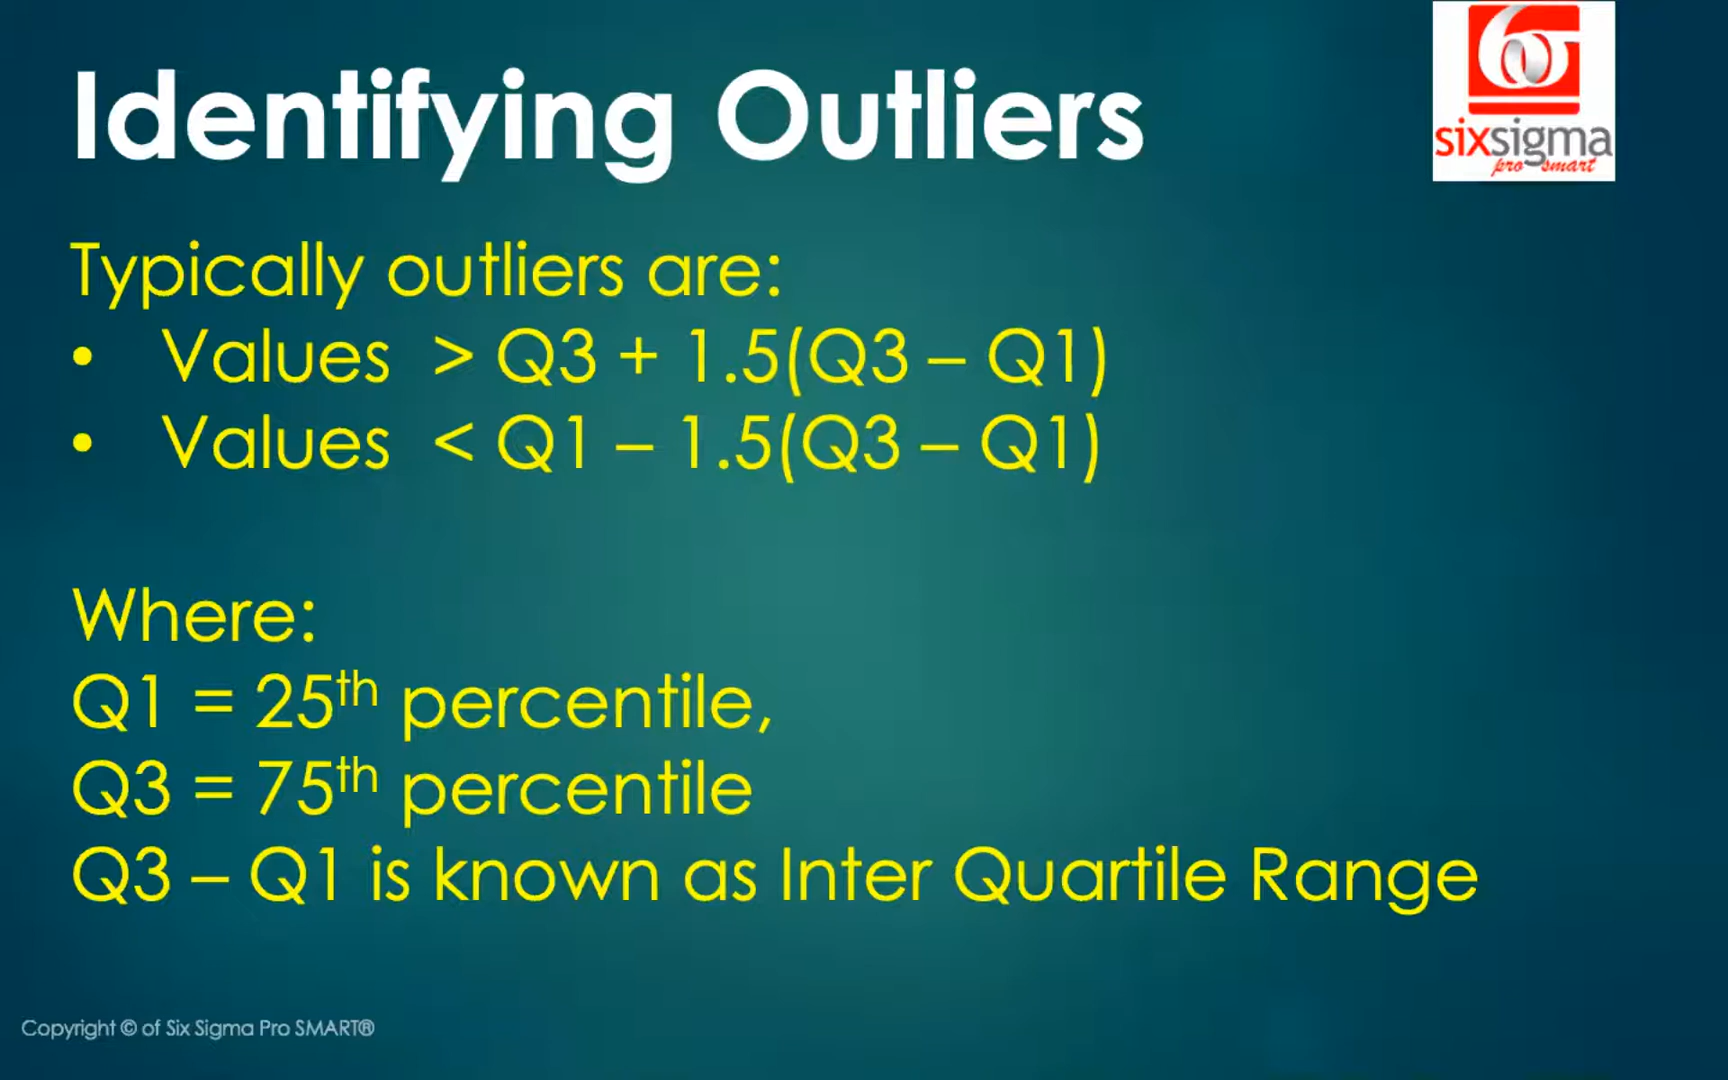 Identifying Outliers
6σ
sixsigma
pro smart
Typically outliers are:
• Values > Q3 + 1.5(Q3 – Q1)
• Values < Q1 – 1.5(Q3 – Q1)
Where:
Q1 = 25th percentile,
Q3 = 75th percentile
Q3 – Q1 is known as Inter Quartile Range
Copyright © of Six Sigma Pro SMART®